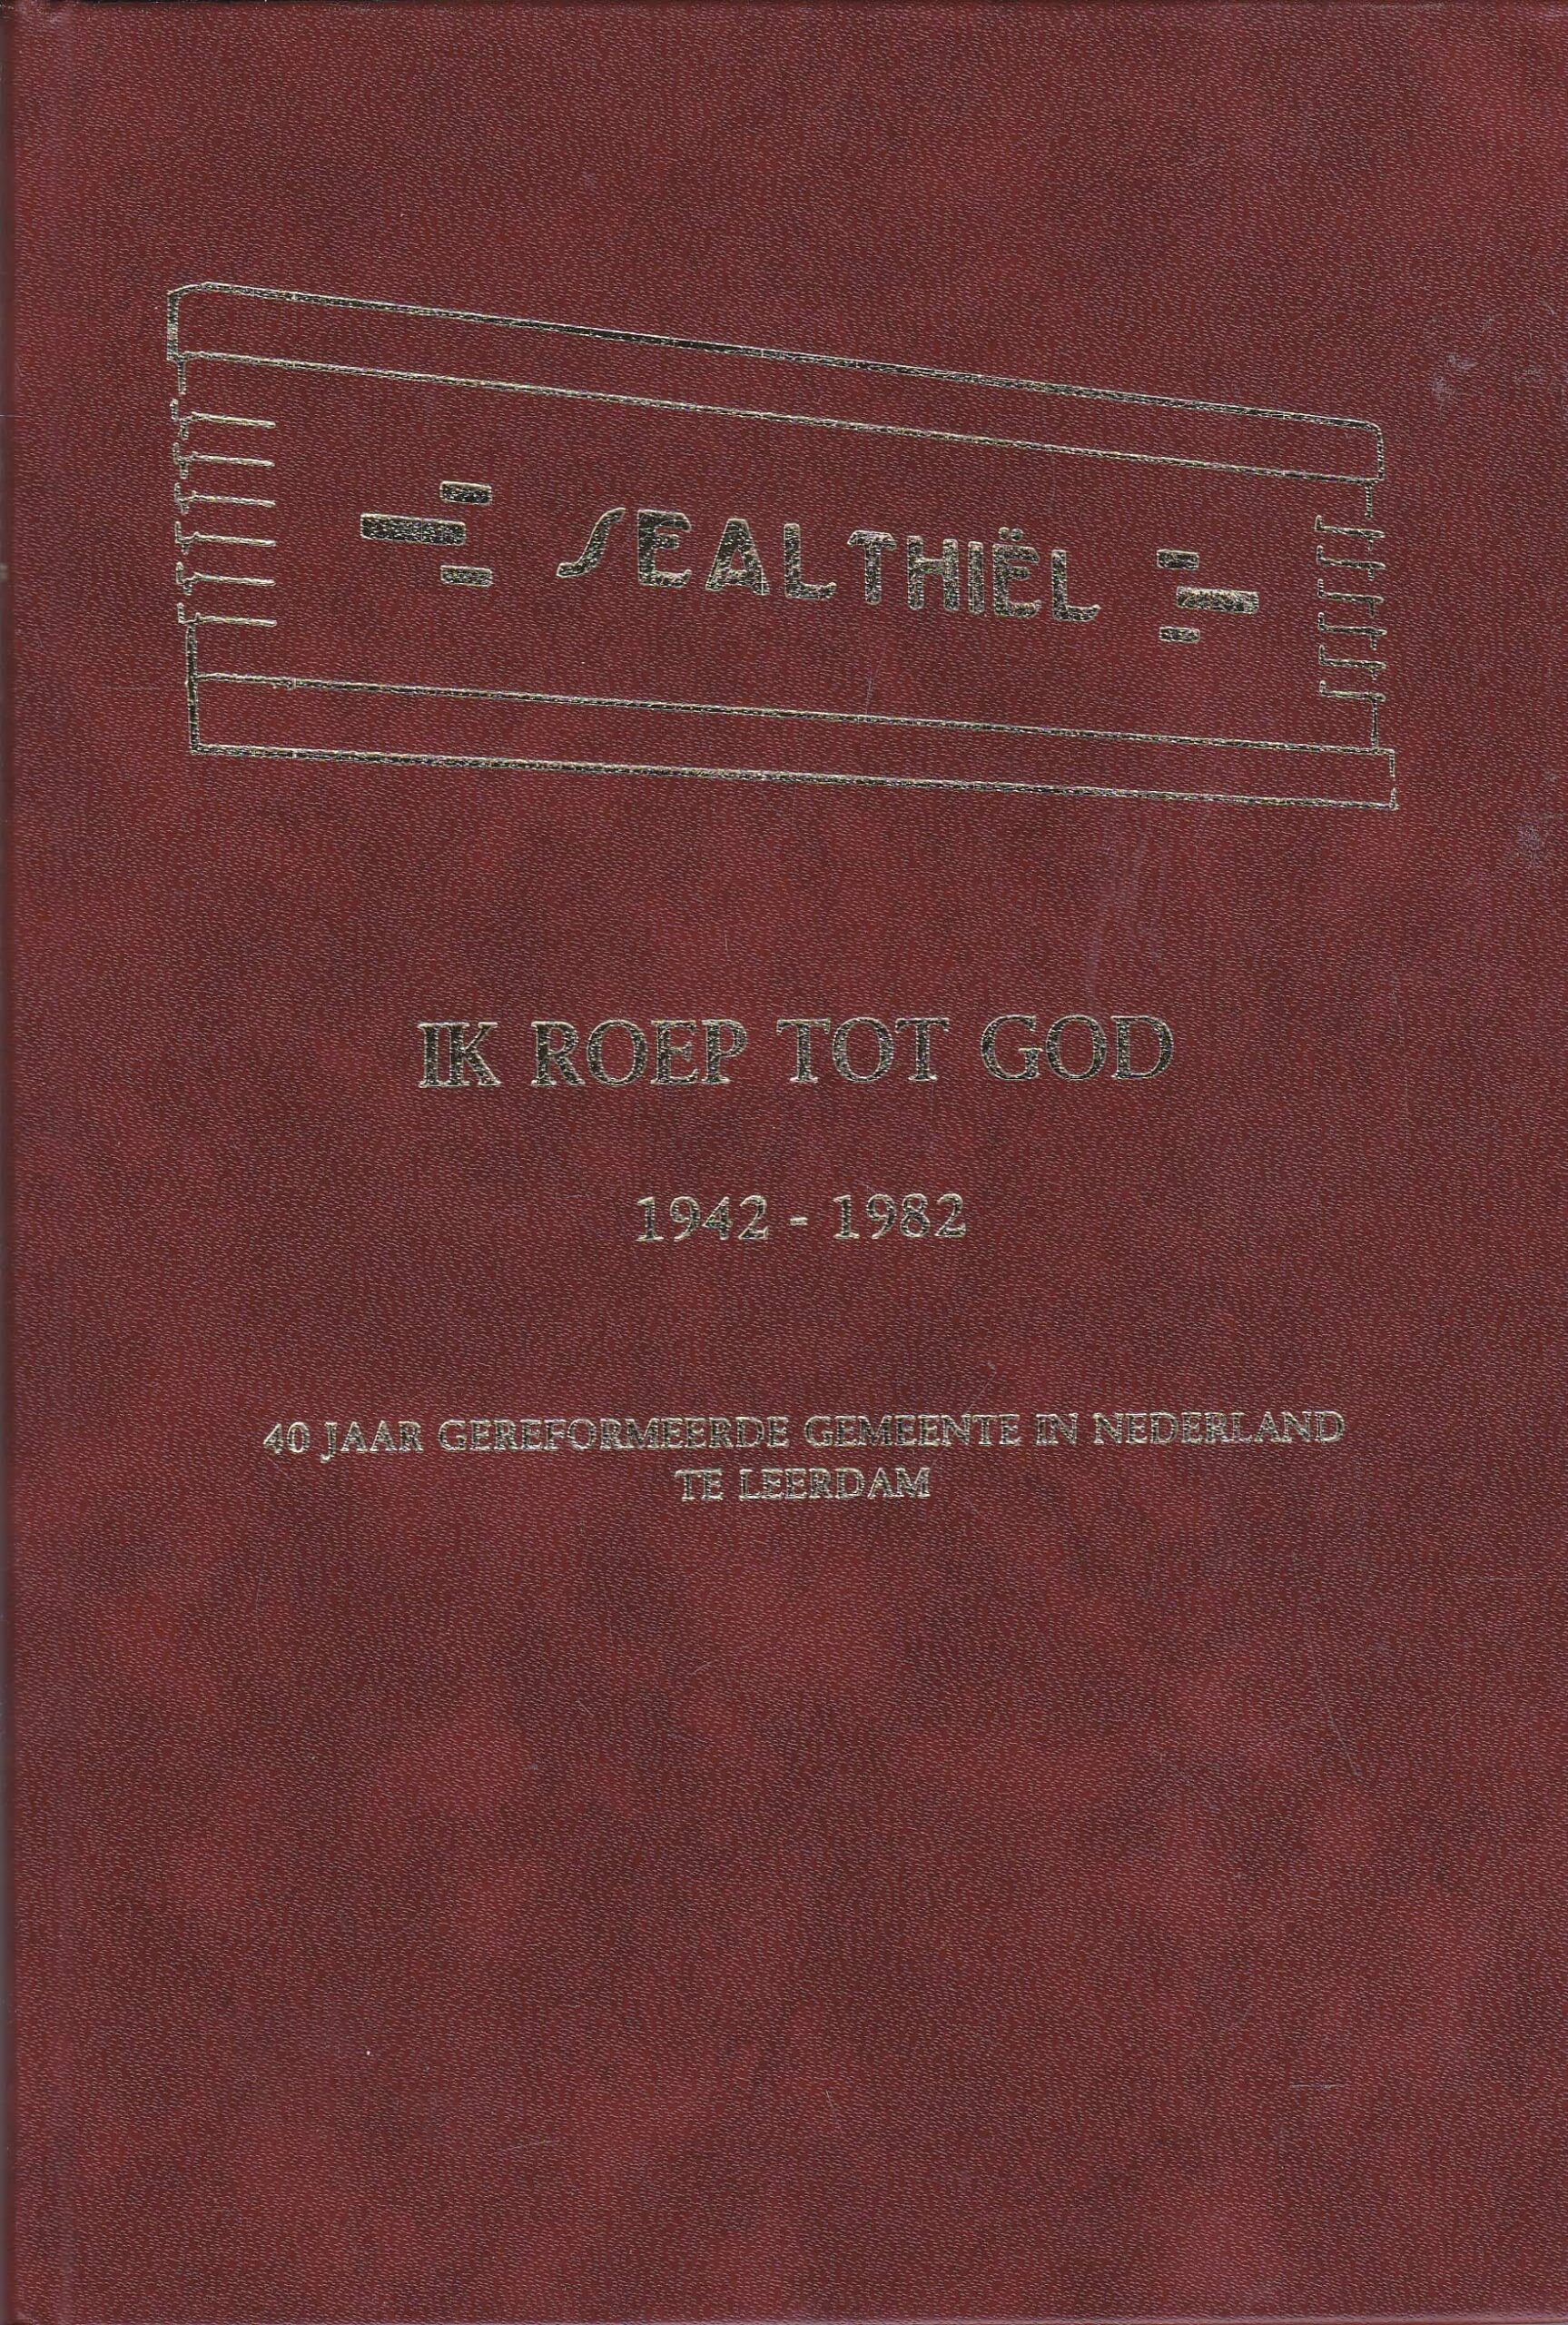 SEALTHIËL
IK ROEP TOT GOD
1942 - 1982
40 JAAR GEREFORMEERDE GEMEENTE IN NEDERLAND
TE LEERDAM